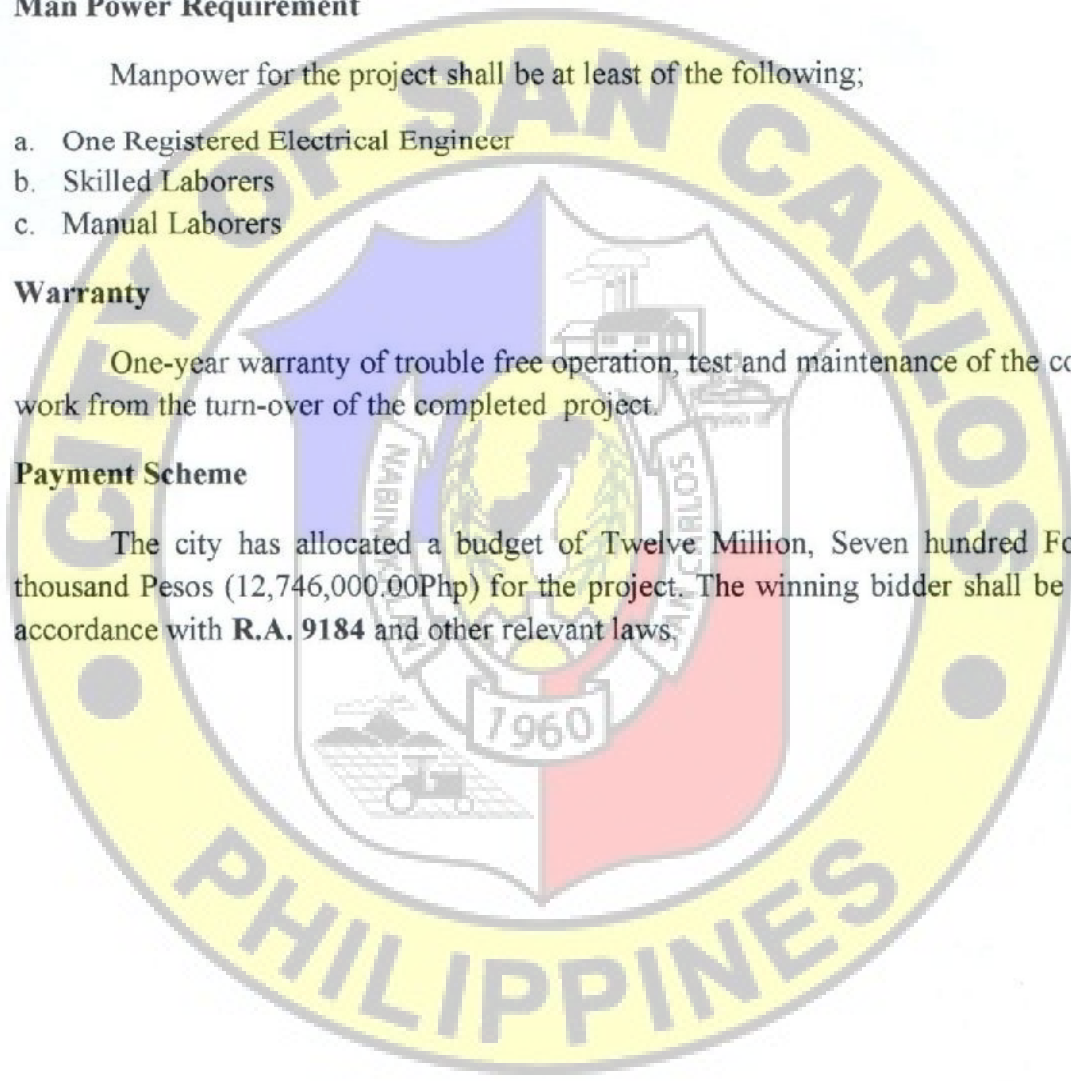 Man Power Requirement
Manpower for the project shall be at least of the following;
a. One Registered Electrical Engineer
b. Skilled Laborers
c. Manual Laborers
Warranty
One-year warranty of trouble free operation, test and maintenance of the
work from the turn-over of the completed project.
Payment Scheme
The city has allocated a budget of Twelve Million, Seven hundred
thousand Pesos (12,746,000.00Php) for the project. The winning bidder shall be
accordance with R.A. 9184 and other relevant laws.
CITY OF SAN CARLOS
PHILIPPINES
1960